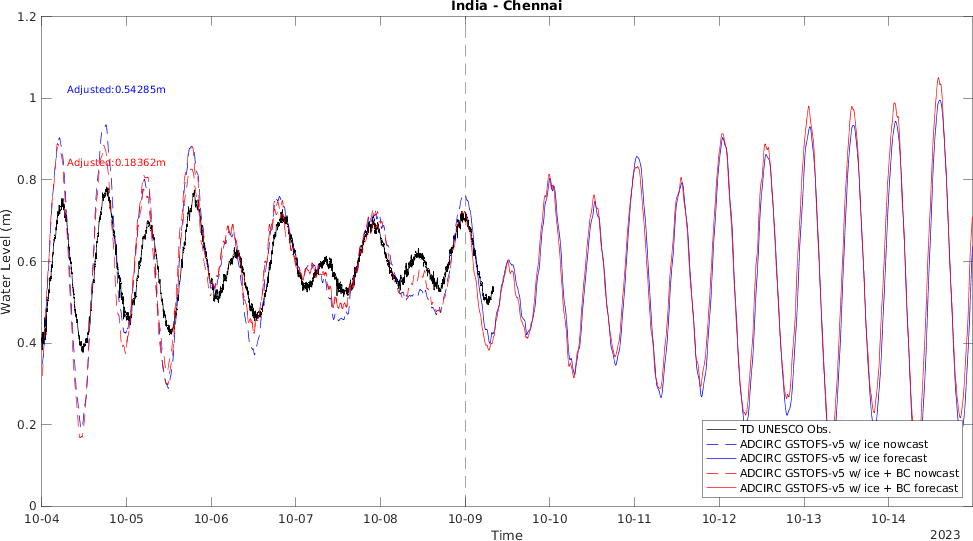 India - Chennai
1.2
1
0.8
0.6
0.4
0.2
0
Water Level (m)
Adjusted:0.54285m
Adjusted:0.18362m
TD UNESCO Obs.
ADCIRC GSTOFS-v5 w/ ice nowcast
ADCIRC GSTOFS-v5 w/ ice forecast
ADCIRC GSTOFS-v5 w/ ice + BC nowcast
ADCIRC GSTOFS-v5 w/ ice + BC forecast
10-04 10-05 10-06 10-07 10-08 10-09 10-10 10-11 10-12 10-13 10-14
Time
2023